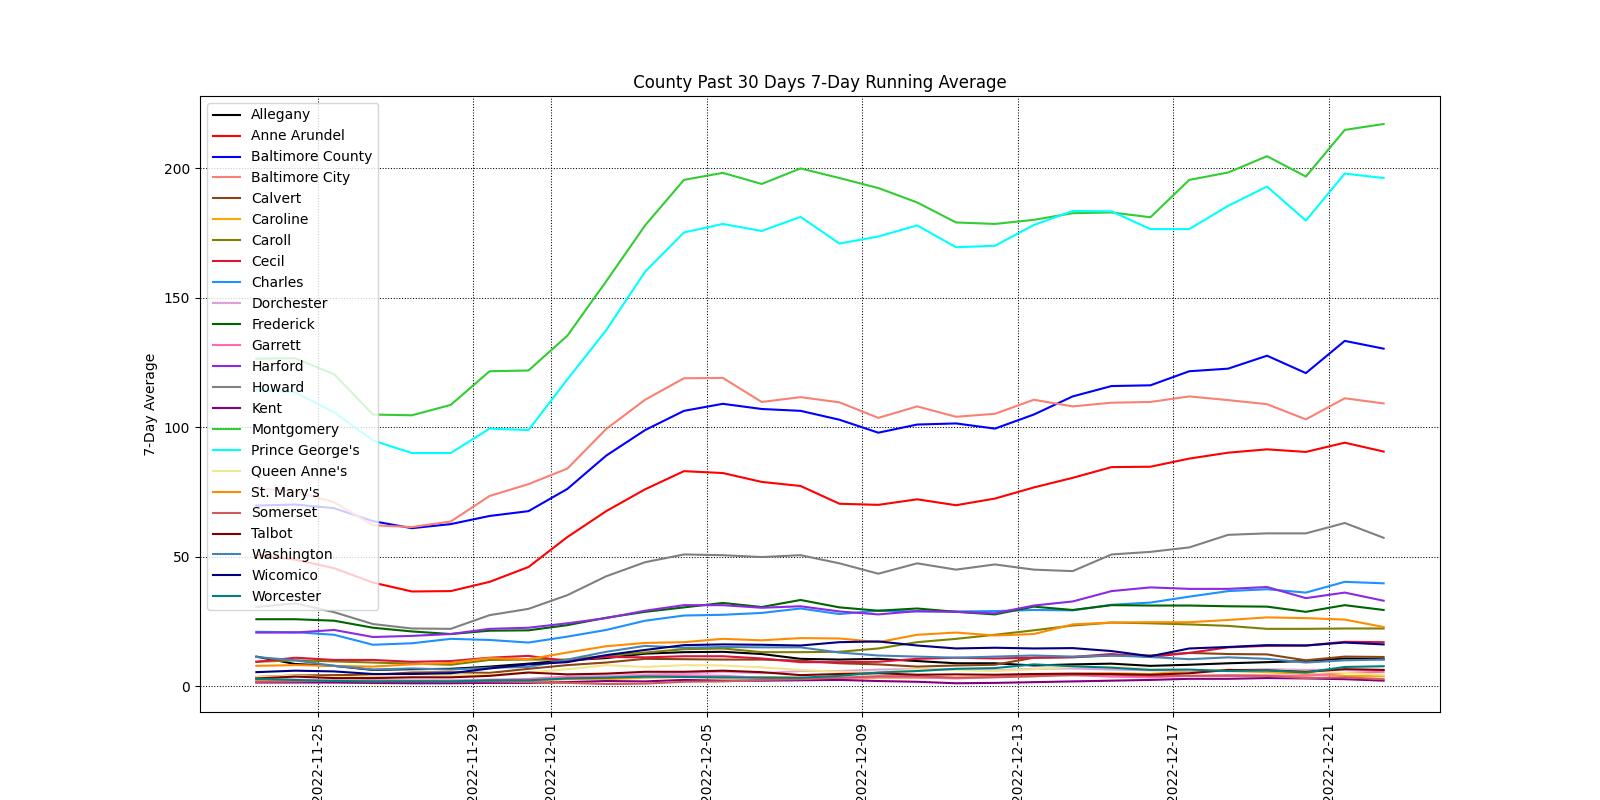 County Past 30 Days 7-Day Running Average
Allegany
Anne Arundel
Baltimore County
Baltimore City
Calvert
Caroline
Caroll
Cecil
Charles
Dorchester
Frederick
Garrett
Harford
Howard
Kent
Montgomery
Prince George's
Queen Anne's
St. Mary's
Somerset
Talbot
Washington
Wicomico
Worcester
7-Day Average
200
150
100
50
0
2022-11-25
2022-11-29
2022-12-01
2022-12-05
2022-12-09
2022-12-13
2022-12-17
2022-12-21